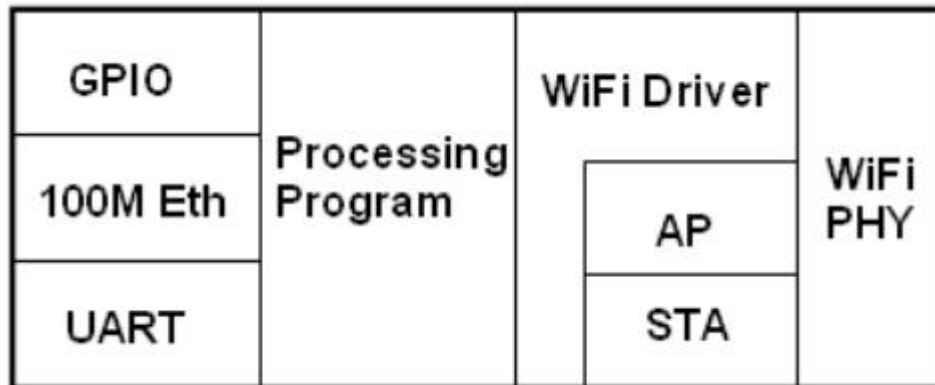 GPIO
100M Eth
UART
Processing
Program
WiFi Driver
AP
STA
WiFi
PHY